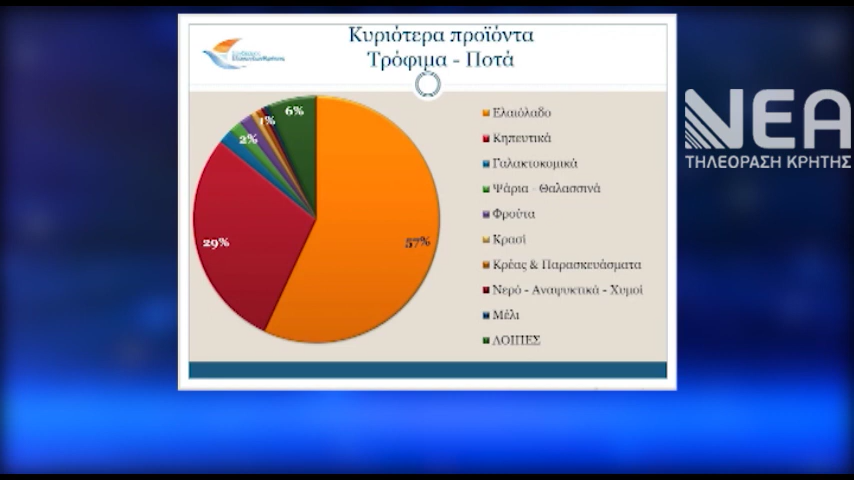 Κυριότερα προϊόντα
Τρόφιμα - Ποτά
ΝΕΑ
ΤΗΛΕΟΡΑΣΗ ΚΡΗΤΗΣ
6%
1%
2%
29%
57%
Ελαιόλαδο
Κηπευτικά
Γαλακτοκομικά
Ψάρια - Θαλασσινά
Φρούτα
Κρασί
Κρέας & Παρασκευάσματα
Νερό - Αναψυκτικά - Χυμοί
Μέλι
ΛΟΙΠΕΣ